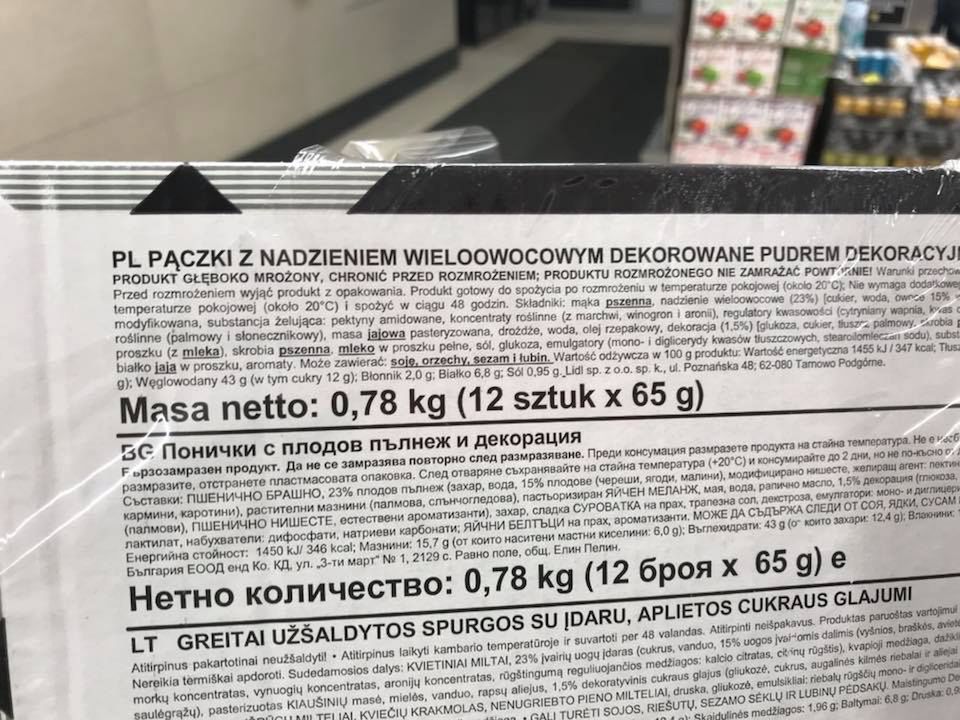 PL PĄCZKI Z NADZIENIEM WIELOOWOCOWYM DEKOROWANE PUDREM DEKORACYJ
PRODUKT GŁĘBOKO MROŻONY, CHRONIĆ PRZED ROZMROŻENIEM; PRODUKTU ROZMROŻONEGO NIE ZAMRAŻAĆ POWTÓRNIE! Warunki przechow
Przed rozmrożeniem wyjąć produkt z opakowania. Produkt gotowy do spożycia po rozmrożeniu w temperaturze pokojowej (około 20°C); Nie wymaga dodatkowe
temperaturze pokojowej (około 20°C) i spożyć w ciągu 48 godzin. Składniki: mąka pszenna, nadzienie wieloowocowe (23%) [cukier, woda, owoce 15%
modyfikowana, substancja żelująca: pektyny amidowane, koncentraty roślinne (z marchwi, winogron i aronii), regulatory kwasowości (cytryniany wapnia, kwas c
roślinne (palmowy i słonecznikowy), masa jajowa pasteryzowana, drożdże, woda, olej rzepakowy, dekoracja (1,5%) [glukoza, cukier, tłuszcz palmowy, skrobia p
proszku (z mleka), skrobia pszenna, mleko w proszku pełne, sól, glukoza, emulgatory (mono- i diglicerydy kwasów tłuszczowych, stearoilomleczan sodu), subst
białko jaja w proszku, aromaty. Może zawierać: soję, orzechy, sezam i łubin. Wartość odżywcza w 100 g produktu: Wartość energetyczna 1455 kJ / 347 kcal; Tłusz
g); Węglowodany 43 g (w tym cukry 12 g); Błonnik 2,0 g; Białko 6,8 g; Sól 0,95 g. Lidl sp. z o.o. sp. k., ul. Poznańska 48; 62-080 Tarnowo Podgórne.
Masa netto: 0,78 kg (12 sztuk x 65 g)
BG Понички с плодов пълнеж и декорация
Бързозамразен продукт. Да не се замразява повторно след размразяване. Преди консумация размразете продукта на стайна температура. Не е необ
размразите, отстранете пластмасовата опаковка. След отваряне съхранявайте на стайна температура (+20°C) и консумирайте до 2 дни, но не по-късно о
Съставки: ПШЕНИЧНО БРАШНО, 23% плодов пълнеж (захар, вода, 15% плодове (череши, ягоди, малини), модифицирано нишесте, желиращ агент: пектин
кармини, каротини), растителни мазнини (палмова, слънчогледова), пастьоризиран ЯЙЧЕН МЕЛАНЖ, мая, вода, рапично масло, 1,5% декорация (глюкоза,
(палмови), ПШЕНИЧНО НИШЕСТЕ, естествени ароматизанти), захар, сладка СУРОВАТКА на прах, трапезна сол, декстроза, емулгатори: моно- и диглицери
лактилат, набухватели: дифосфати, натриеви карбонати; ЯЙЧНИ БЕЛТЪЦИ на прах, ароматизанти. МОЖЕ ДА СЪДЪРЖА СЛЕДИ ОТ СОЯ, ЯДКИ, СУСАМ
Енергийна стойност: 1450 kJ/ 346 kcal; Мазнини: 15,7 g (от които наситени мастни киселини: 6,0 g); Въглехидрати: 43 g (от които захари: 12,4 g); Влакнини:
България ЕООД енд Ко. КД, ул. „3-ти март" № 1, 2129 с. Равно поле, общ. Елин Пелин.
Нетно количество: 0,78 kg (12 броя x 65 g) e
LT GREITAI UŽŠALDYTOS SPURGOS SU ĮDARU, APLIETOS CUKRAUS GLAJUMI
Atitirpinus pakartotinai neužšaldyti! • Atitirpinus laikyti kambario temperatūroje ir suvartoti per 48 valandas. Atitirpinti neišpakavus. Produktas paruoštas vartojimui
Nereikia termiškai apdoroti. Sudedamosios dalys: KVIETINIAI MILTAI, 23% įvairių uogų įdaras (cukrus, vanduo, 15% uogos įvairiomis dalimis (vyšnios, braškės, aviet
morkų koncentratas, vynuogių koncentratas, aronijų koncentratas, rūgštingumą reguliuojančios medžiagos: kalcio citratas, citrinų rūgštis), kvapioji medžiaga, dažikli
saulėgrąžų), pasterizuotas KIAUŠINIŲ masė, mielės, vanduo, rapsų aliejus, 1,5% dekoratyvinis cukraus glajus (gliukozė, cukrus, augalinės kilmės riebalai ir aliejai
MILTELIAI, KVIEČIŲ KRAKMOLAS, NENUGRIEBTO PIENO MILTELIAI, druska, gliukozė, emulsikliai: riebalų rūgščių mono- ir digliceridai
• GALI TURĖTI SOJOS, RIEŠUTŲ, SEZAMO SĖKLŲ IR LUBINŲ PĖDSAKŲ. Maistingumo
Skaidulinės medžiagos: 1,96 g; Baltymai: 6,8 g; Druska: